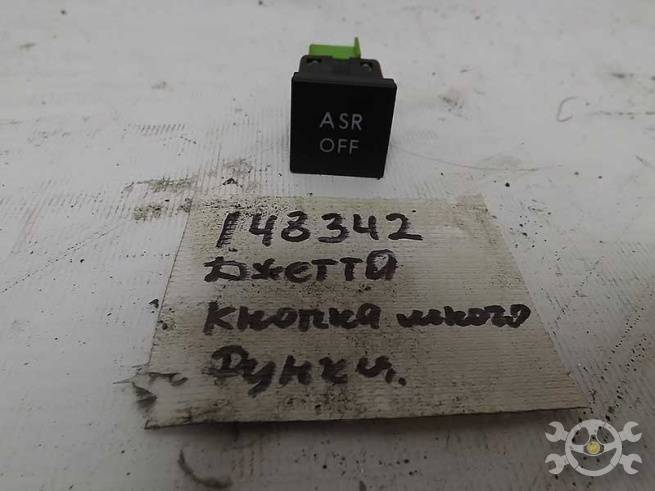 ASR
OFF
148342
Джетта
Кнопка много
Функц.